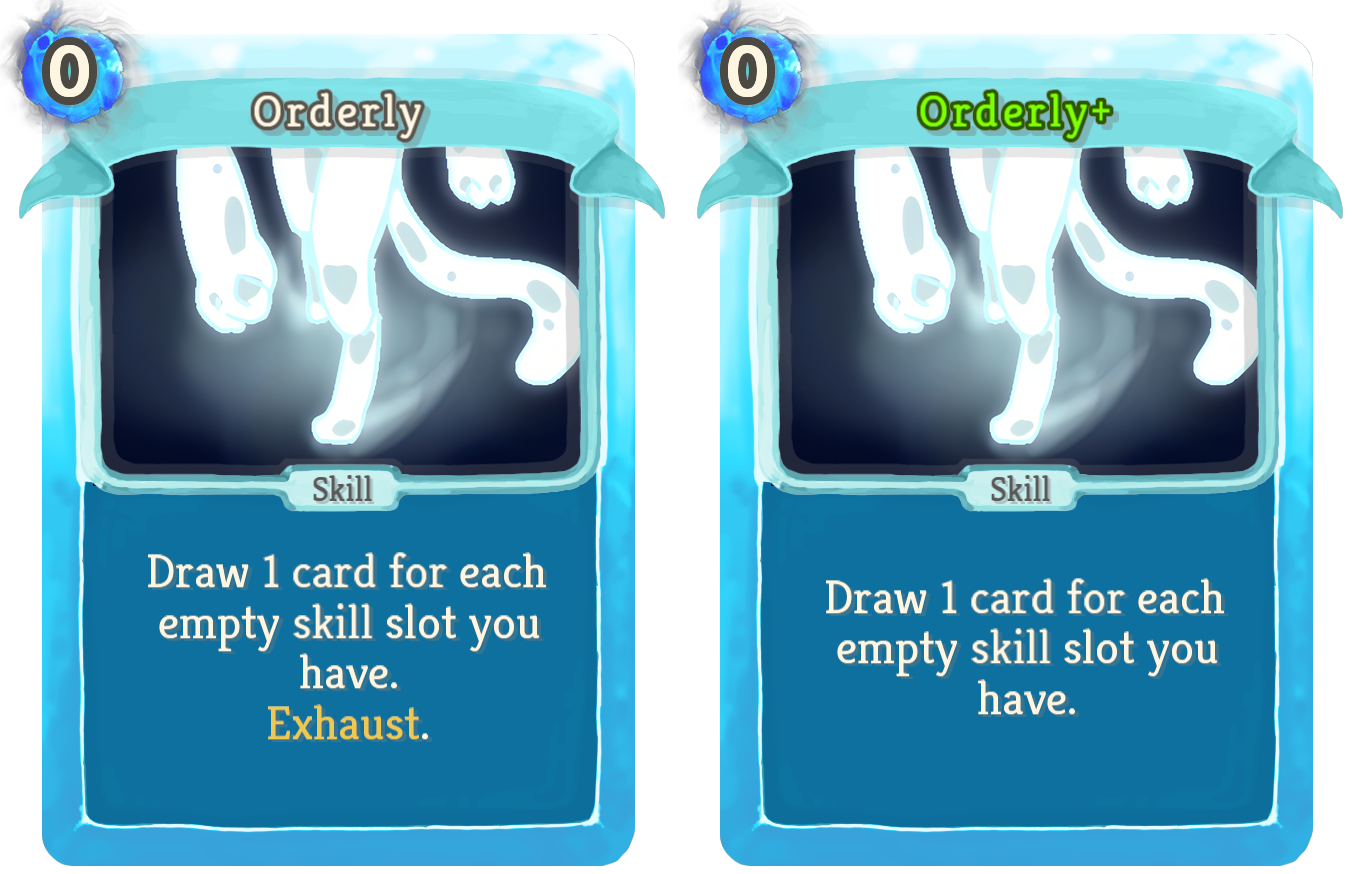 0
Orderly
Skill
Draw 1 card for each
empty skill slot you
have.
Exhaust.
0
Orderly+
Skill
Draw 1 card for each
empty skill slot you
have.